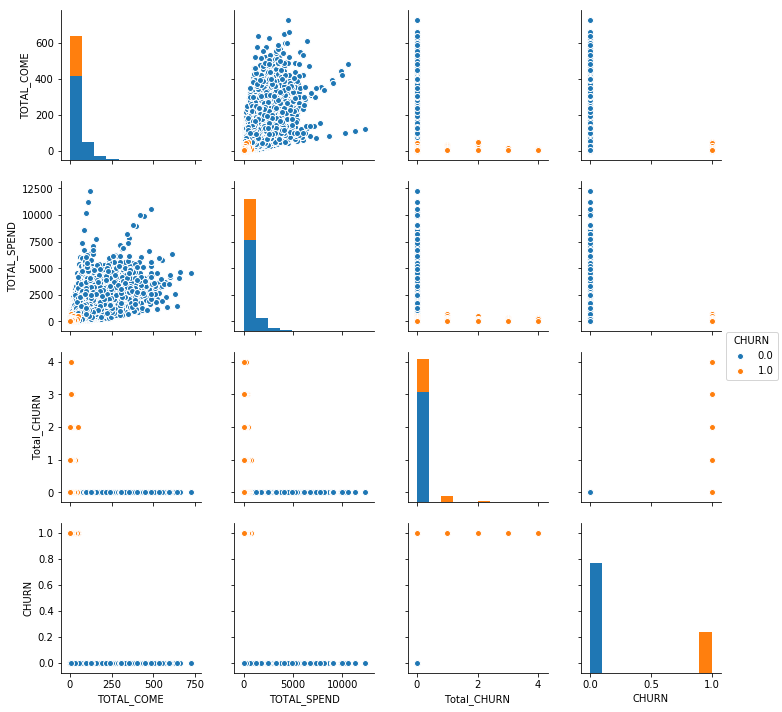 TOTAL_COME
600
400
200
0
TOTAL_SPEND
12500
10000
7500
5000
2500
0
CHURN
0.0
1.0
Total_CHURN
4
3
2
1
0
CHURN
1.0
0.8
0.6
0.4
0.2
0.0
0 250 500 750
0 5000 10000
0 2 4
0.0 0.5 1.0
TOTAL_COME TOTAL_SPEND Total_CHURN CHURN